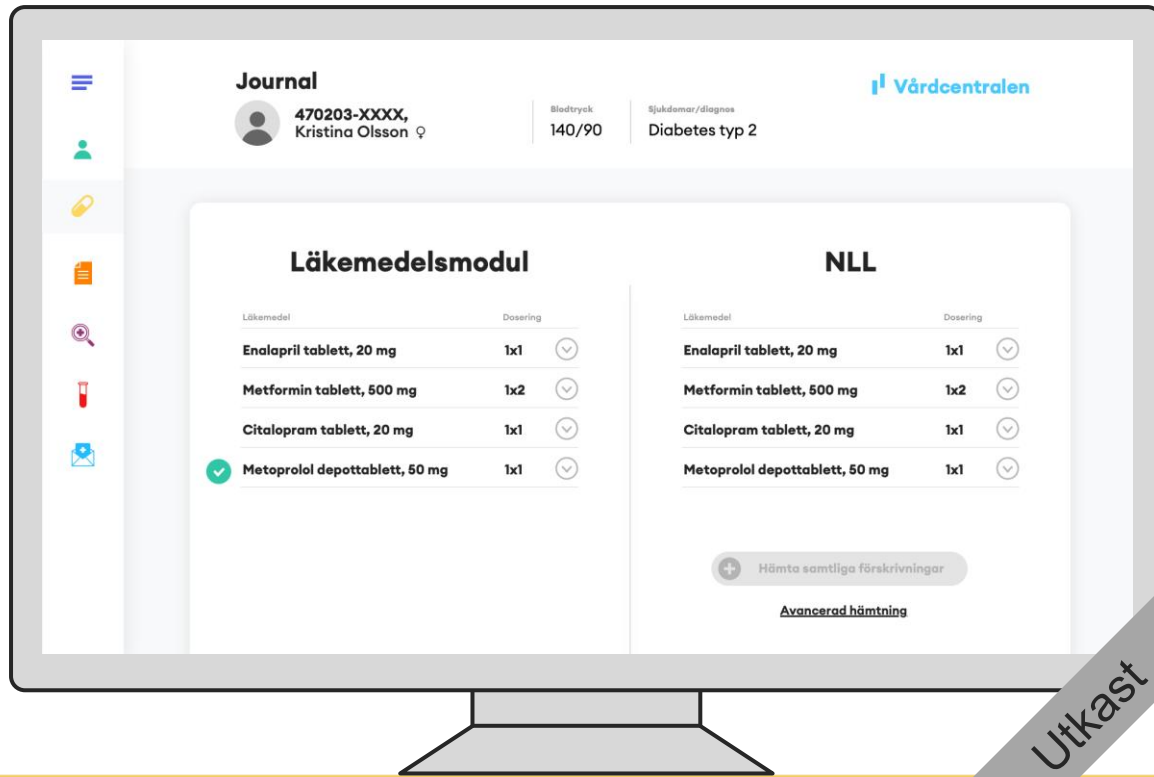 Journal
Vårdcentralen
470203-XXXX,
Kristina Olsson ♀
Blodtryck
140/90
Sjukdomar/diagnos
Diabetes typ 2
Läkemedelsmodul
Läkemedel Dosering
Enalapril tablett, 20 mg 1x1
Metformin tablett, 500 mg 1x2
Citalopram tablett, 20 mg 1x1
Metoprolol depottablett, 50 mg 1x1
NLL
Läkemedel Dosering
Enalapril tablett, 20 mg 1x1
Metformin tablett, 500 mg 1x2
Citalopram tablett, 20 mg 1x1
Metoprolol depottablett, 50 mg 1x1
Hämta samtliga förskrivningar
Avancerad hämtning
Utkast